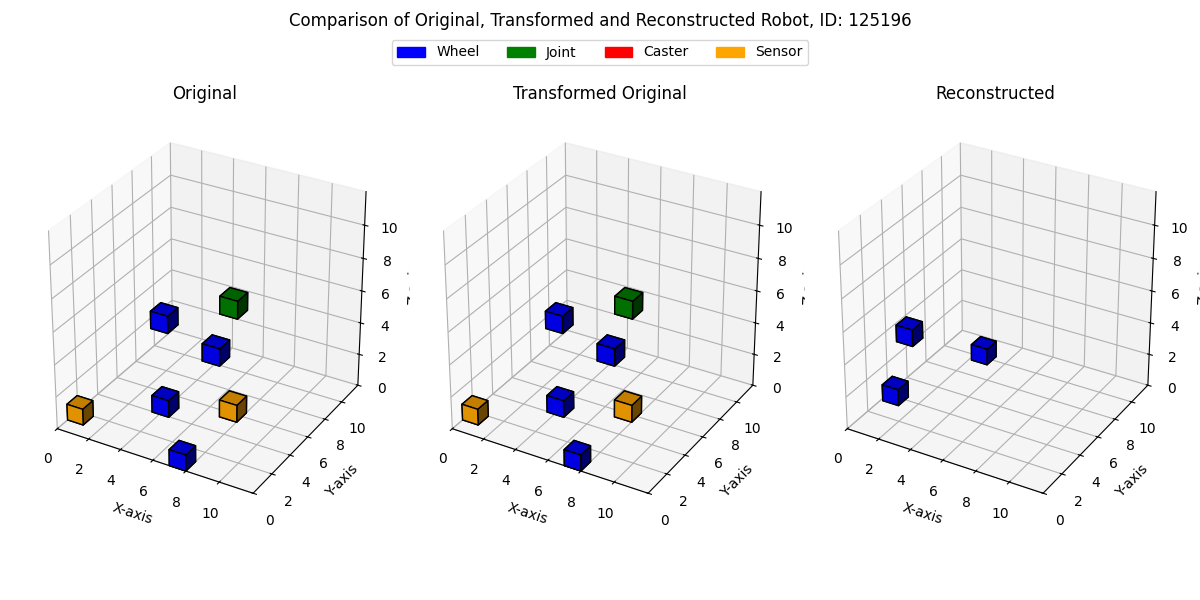 Comparison of Original, Transformed and Reconstructed Robot, ID: 125196
Wheel Joint Caster Sensor
Original Transformed Original Reconstructed
10 10 10
8 8 8
6 6 6
4 4 4
2 2 2
0 0 0
10 10 10
8 8 8
6 6 6
4 4 4
2 2 2
0 0 0
0 2 4 6 8 10 0 2 4 6 8 10 0 2 4 6 8 10
X-axis Y-axis X-axis Y-axis X-axis Y-axis